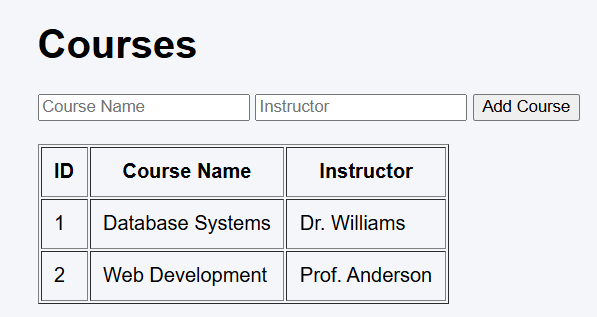 Courses
Course Name Instructor Add Course
ID Course Name Instructor
1 Database Systems Dr. Williams
2 Web Development Prof. Anderson